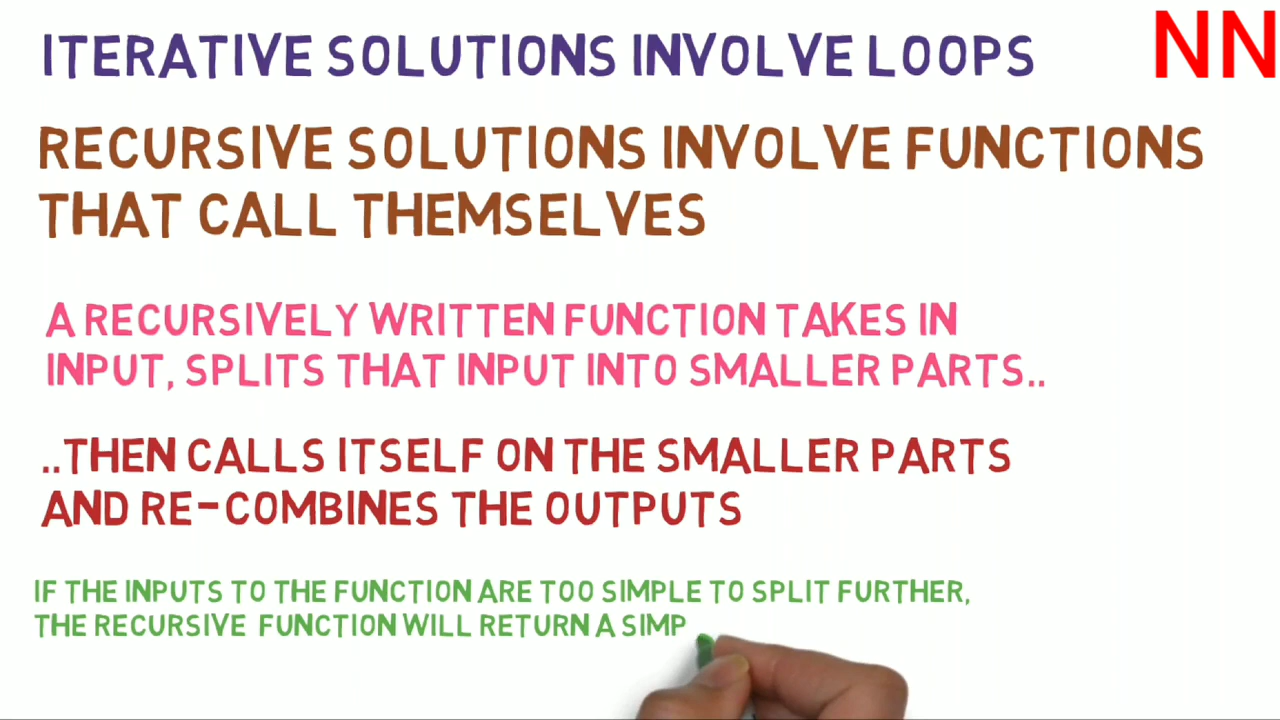 ITERATIVE SOLUTIONS INVOLVE LOOPS
NN
RECURSIVE SOLUTIONS INVOLVE FUNCTIONS
THAT CALL THEMSELVES
A RECURSIVELY WRITTEN FUNCTION TAKES IN
INPUT, SPLITS THAT INPUT INTO SMALLER PARTS..
..THEN CALLS ITSELF ON THE SMALLER PARTS
AND RE-COMBINES THE OUTPUTS
IF THE INPUTS TO THE FUNCTION ARE TOO SIMPLE TO SPLIT FURTHER,
THE RECURSIVE FUNCTION WILL RETURN A SIMP